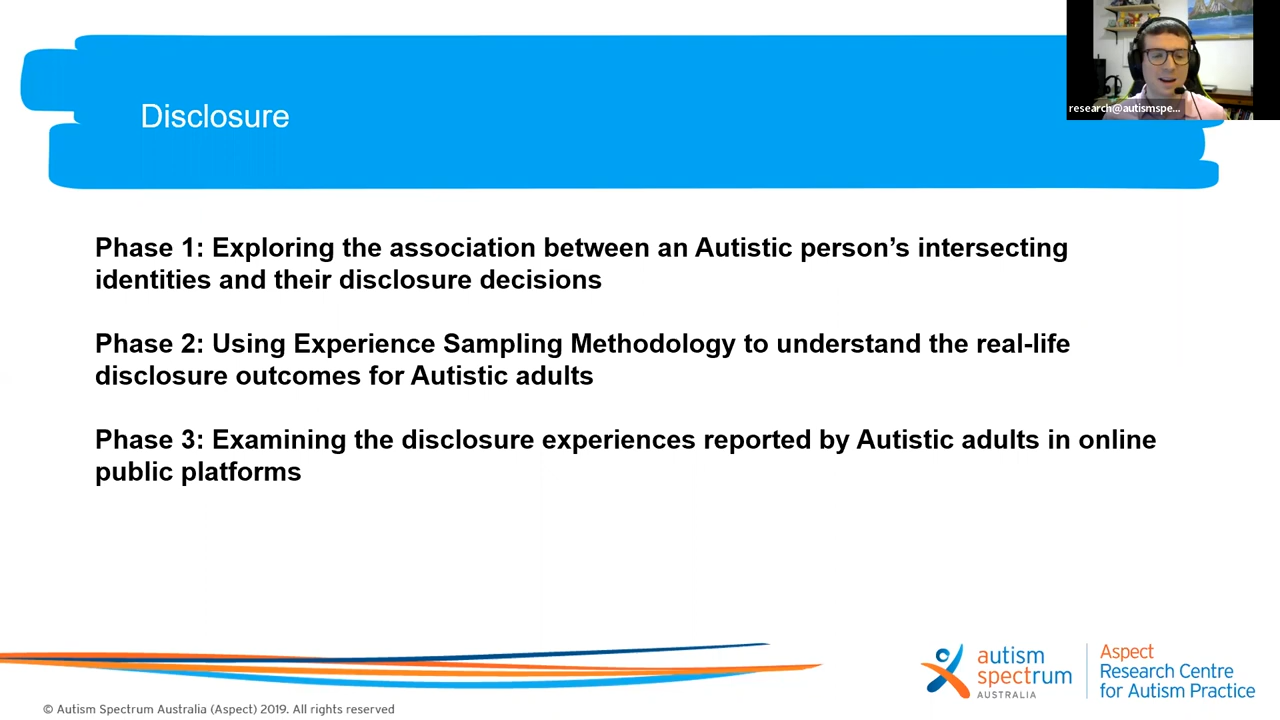 Disclosure
research@autismspe...
Phase 1: Exploring the association between an Autistic person’s intersecting
identities and their disclosure decisions
Phase 2: Using Experience Sampling Methodology to understand the real-life
disclosure outcomes for Autistic adults
Phase 3: Examining the disclosure experiences reported by Autistic adults in online
public platforms
autism
spectrum
AUSTRALIA
Aspect
Research Centre
for Autism Practice
© Autism Spectrum Australia (Aspect) 2019. All rights reserved